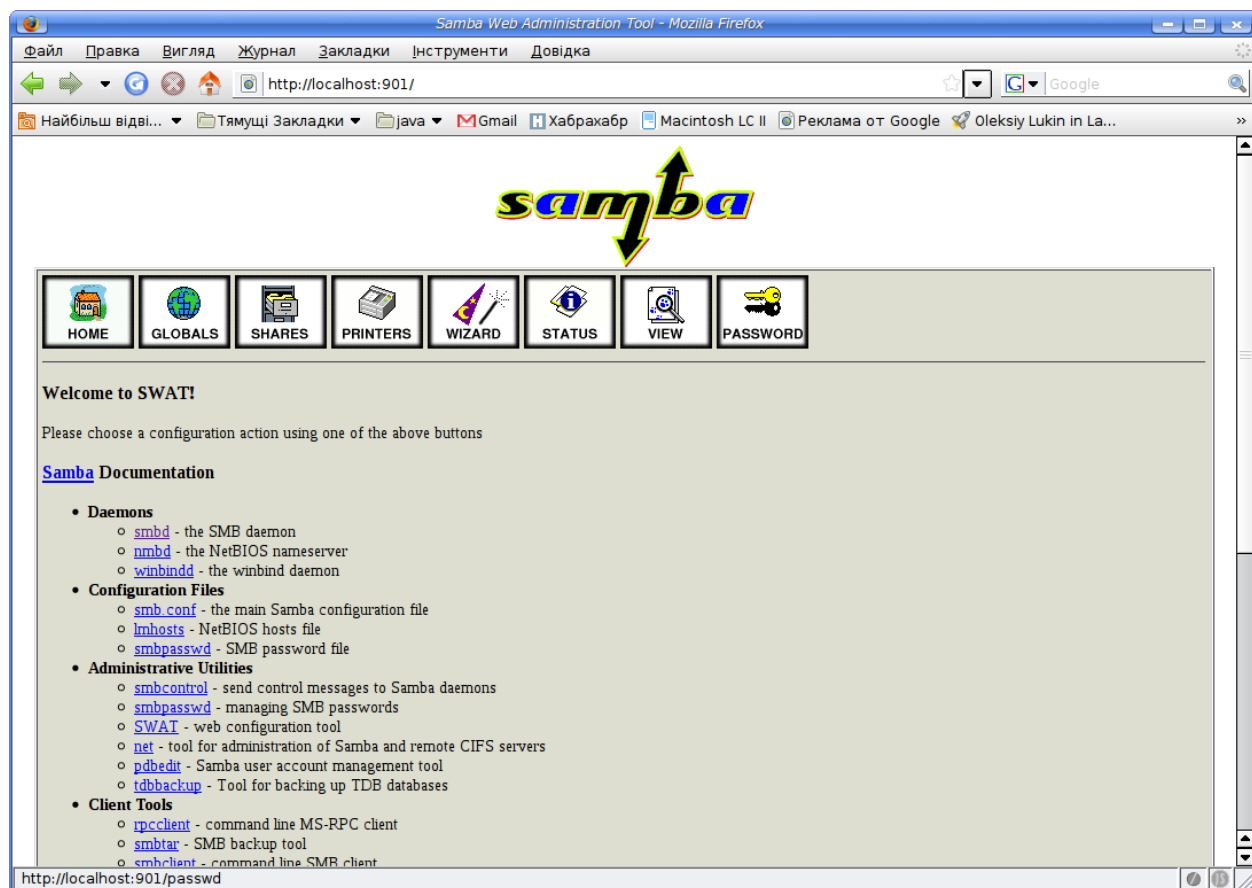 Samba Web Administration Tool - Mozilla Firefox
Файл Правка Вигляд Журнал Закладки Інструменти Довідка
http://localhost:901/ G Google
Найбільш відві... Тямущі Закладки java Gmail Хабрахабр Macintosh LC II Реклама от Google Oleksiy Lukin in La... »
samba
HOME GLOBALS SHARES PRINTERS WIZARD STATUS VIEW PASSWORD
Welcome to SWAT!
Please choose a configuration action using one of the above buttons
Samba Documentation
• Daemons
smbd - the SMB daemon
nmbd - the NetBIOS nameserver
winbindd - the winbind daemon
• Configuration Files
smb.conf - the main Samba configuration file
lmhosts - NetBIOS hosts file
smbpasswd - SMB password file
• Administrative Utilities
smbcontrol - send control messages to Samba daemons
smbpasswd - managing SMB passwords
SWAT - web configuration tool
net - tool for administration of Samba and remote CIFS servers
pdbedit - Samba user account management tool
tdbbackup - Tool for backing up TDB databases
• Client Tools
rpcclient - command line MS-RPC client
smbtar - SMB backup tool
smbclient - command line SMB client
http://localhost:901/passwd